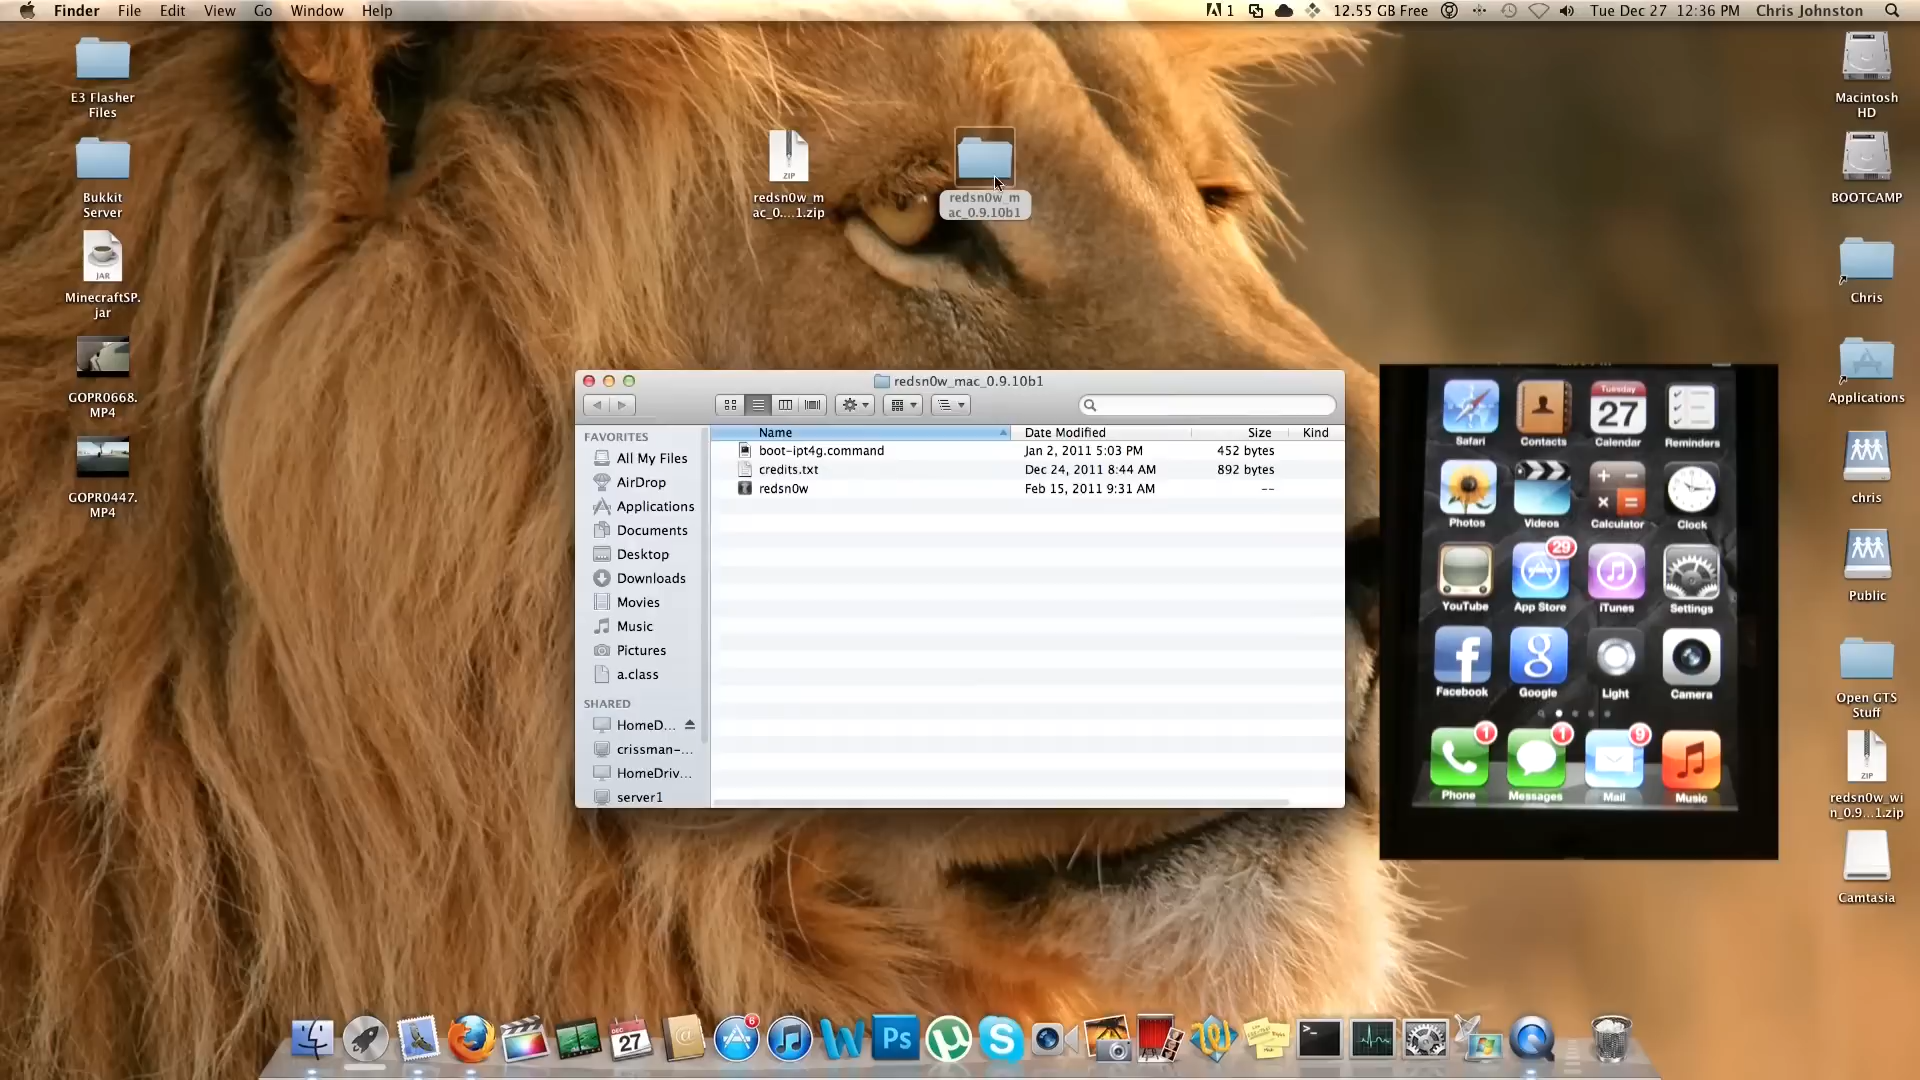 Finder File Edit View Go Window Help
1 12.55 GB Free Tue Dec 27 12:36 PM Chris Johnston
E3 Flasher
Files
Bukkit
Server
JAR
MinecraftSP.
jar
GOPR0668.
MP4
GOPR0447.
MP4
ZIP
redsn0w_m
ac_0....1.zip
redsn0w_m
ac_0.9.10b1
redsn0w_mac_0.9.10b1
FAVORITES
All My Files
AirDrop
Applications
Documents
Desktop
Downloads
Movies
Music
Pictures
a.class
SHARED
HomeD...
crissman-...
HomeDriv...
server1
Name Date Modified Size Kind
boot-ipt4g.command Jan 2, 2011 5:03 PM 452 bytes
credits.txt Dec 24, 2011 8:44 AM 892 bytes
redsn0w Feb 15, 2011 9:31 AM --
Tuesday
27
Safari Contacts Calendar Reminders
Photos Videos Calculator Clock
29
YouTube App Store iTunes Settings
Facebook Google Light Camera
1 1 9
Phone Messages Mail Music
Macintosh
HD
BOOTCAMP
Chris
Applications
chris
Public
Open GTS
Stuff
ZIP
redsn0w_wi
n_0.9...1.zip
Camtasia
DEC
27
6
Ps